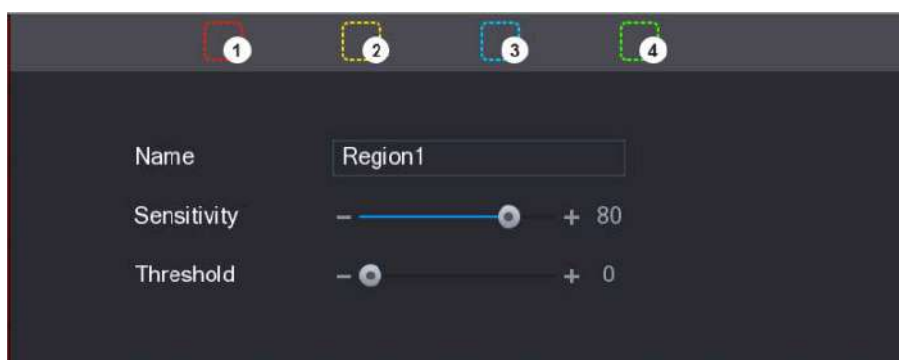 1 2 3 4
Name Region1
Sensitivity - + 80
Threshold - + 0